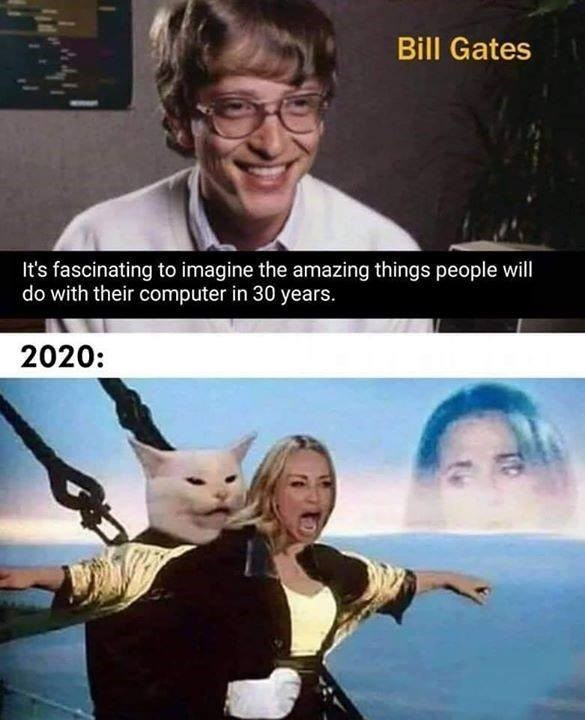 Bill Gates
It's fascinating to imagine the amazing things people will
do with their computer in 30 years.
2020: